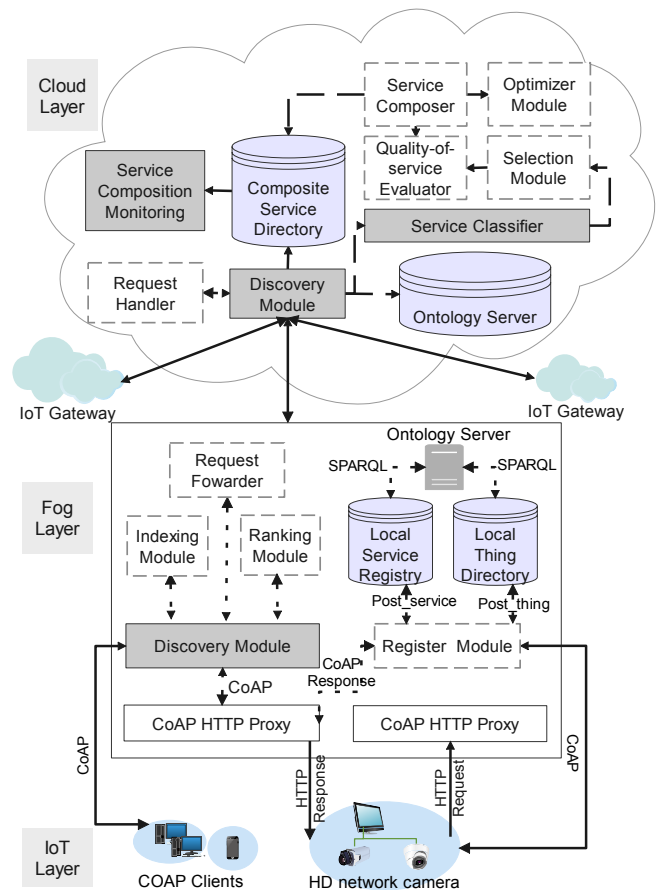 Cloud
Layer
Service
Composer
Optimizer
Module
Service
Composition
Monitoring
Composite
Service
Directory
Quality-of-
service
Evaluator
Selection
Module
Service Classifier
Request
Handler
Discovery
Module
Ontology Server
IoT Gateway
IoT Gateway
Fog
Layer
Request
Fowarder
Ontology Server
SPARQL
SPARQL
Indexing
Module
Ranking
Module
Local
Service
Registry
Local
Thing
Directory
Post_service
Post_thing
Discovery Module
Register Module
CoAP
CoAP
Response
CoAP HTTP Proxy
CoAP HTTP Proxy
CoAP
HTTP
Response
HTTP
Request
CoAP
IoT
Layer
COAP Clients
HD network camera